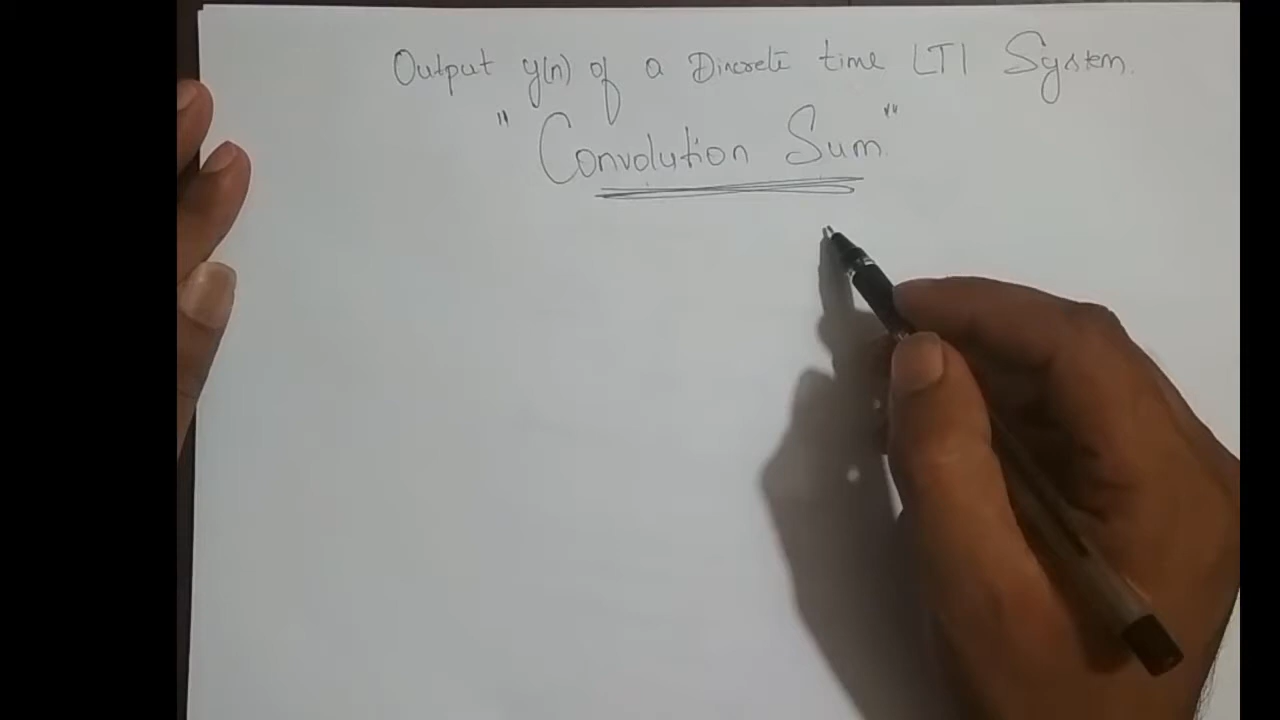 Output y(n) of a Discrete time LTI System.
"Convolution Sum"